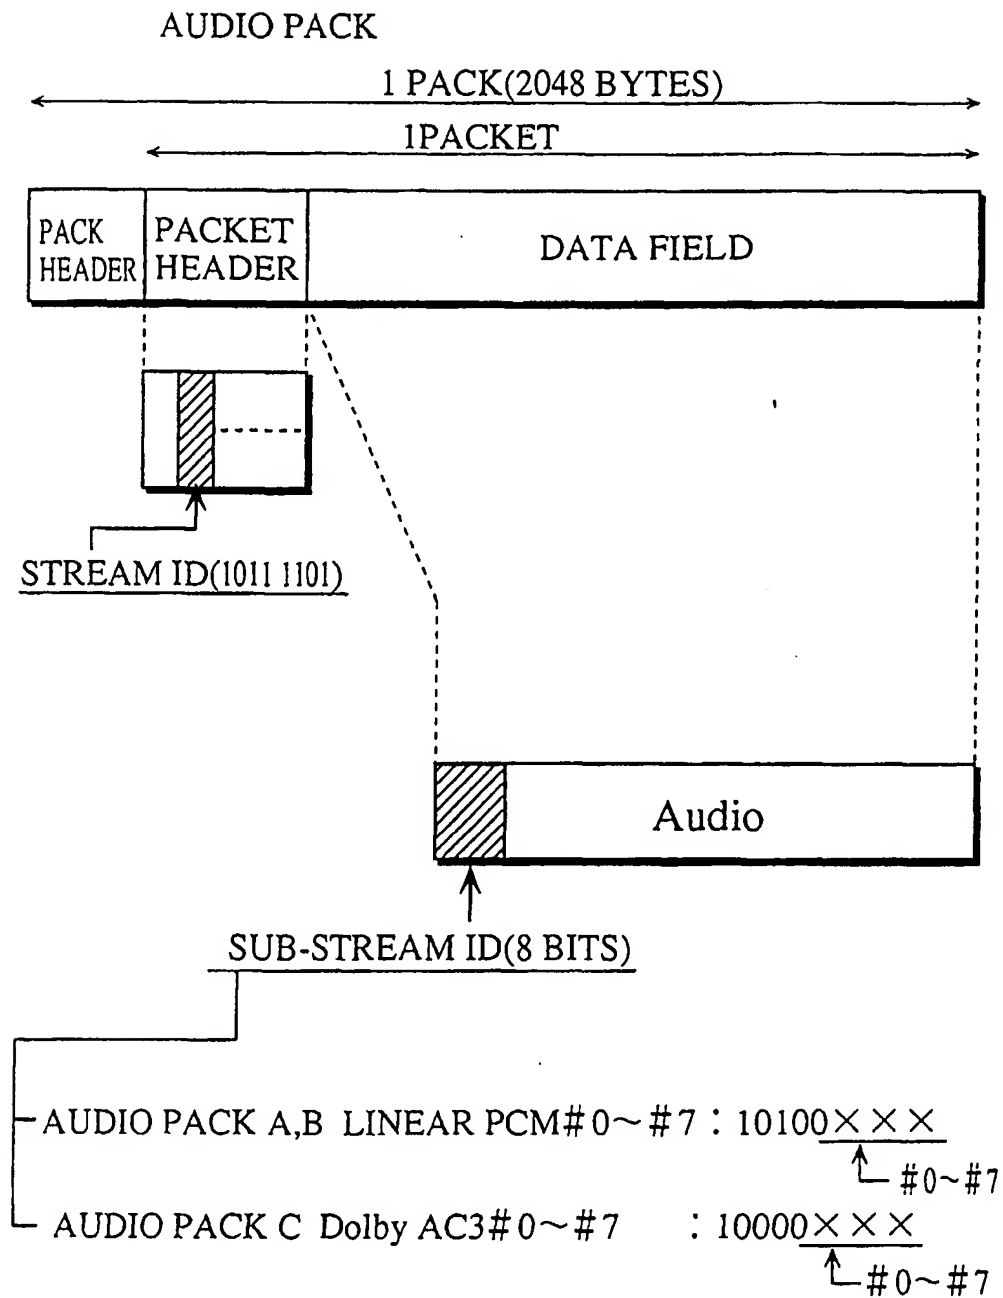 AUDIO PACK
1 PACK(2048 BYTES)
1PACKET
PACK HEADER
PACKET HEADER
DATA FIELD
STREAM ID(1011 1101)
Audio
SUB-STREAM ID(8 BITS)
AUDIO PACK A,B LINEAR PCM#0~#7 : 10100×××
#0~#7
AUDIO PACK C Dolby AC3#0~#7 : 10000×××
#0~#7